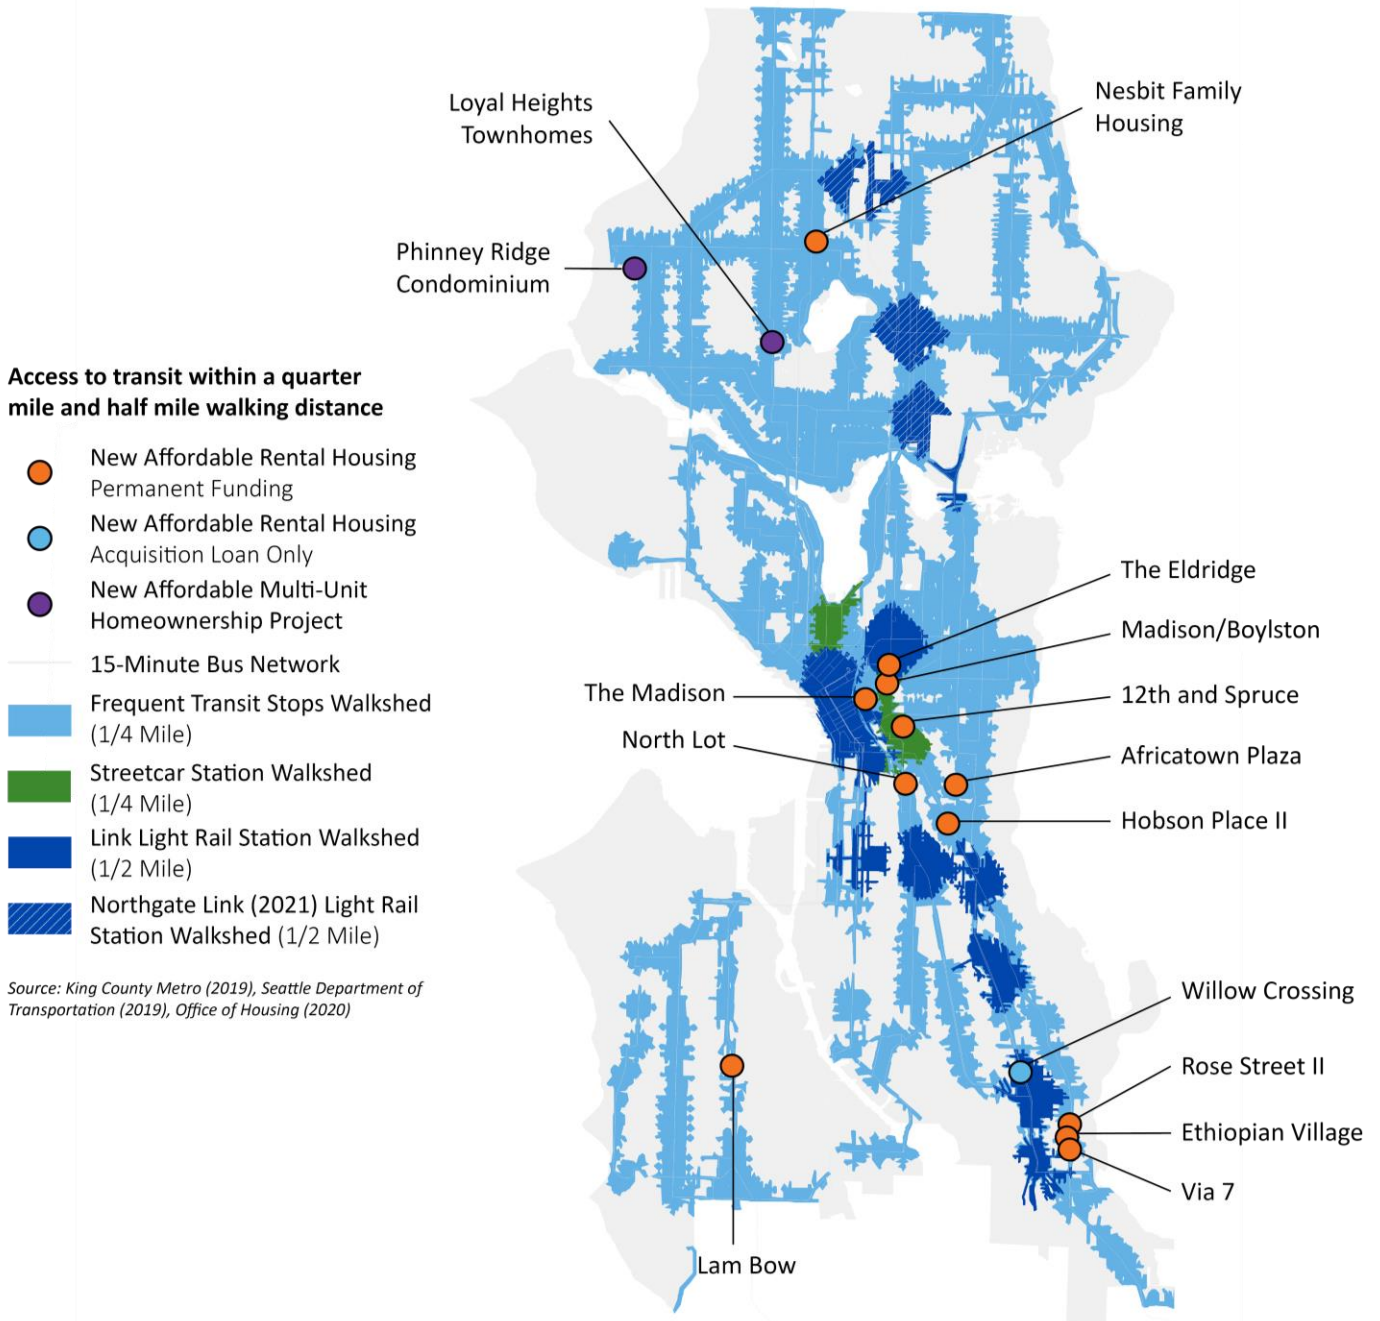 Loyal Heights
Townhomes
Nesbit Family
Housing
Phinney Ridge
Condominium
Access to transit within a quarter
mile and half mile walking distance
New Affordable Rental Housing
Permanent Funding
New Affordable Rental Housing
Acquisition Loan Only
New Affordable Multi-Unit
Homeownership Project
15-Minute Bus Network
Frequent Transit Stops Walkshed
(1/4 Mile)
Streetcar Station Walkshed
(1/4 Mile)
Link Light Rail Station Walkshed
(1/2 Mile)
Northgate Link (2021) Light Rail
Station Walkshed (1/2 Mile)
Source: King County Metro (2019), Seattle Department of
Transportation (2019), Office of Housing (2020)
The Eldridge
Madison/Boylston
The Madison
12th and Spruce
North Lot
Africatown Plaza
Hobson Place II
Willow Crossing
Rose Street II
Ethiopian Village
Via 7
Lam Bow